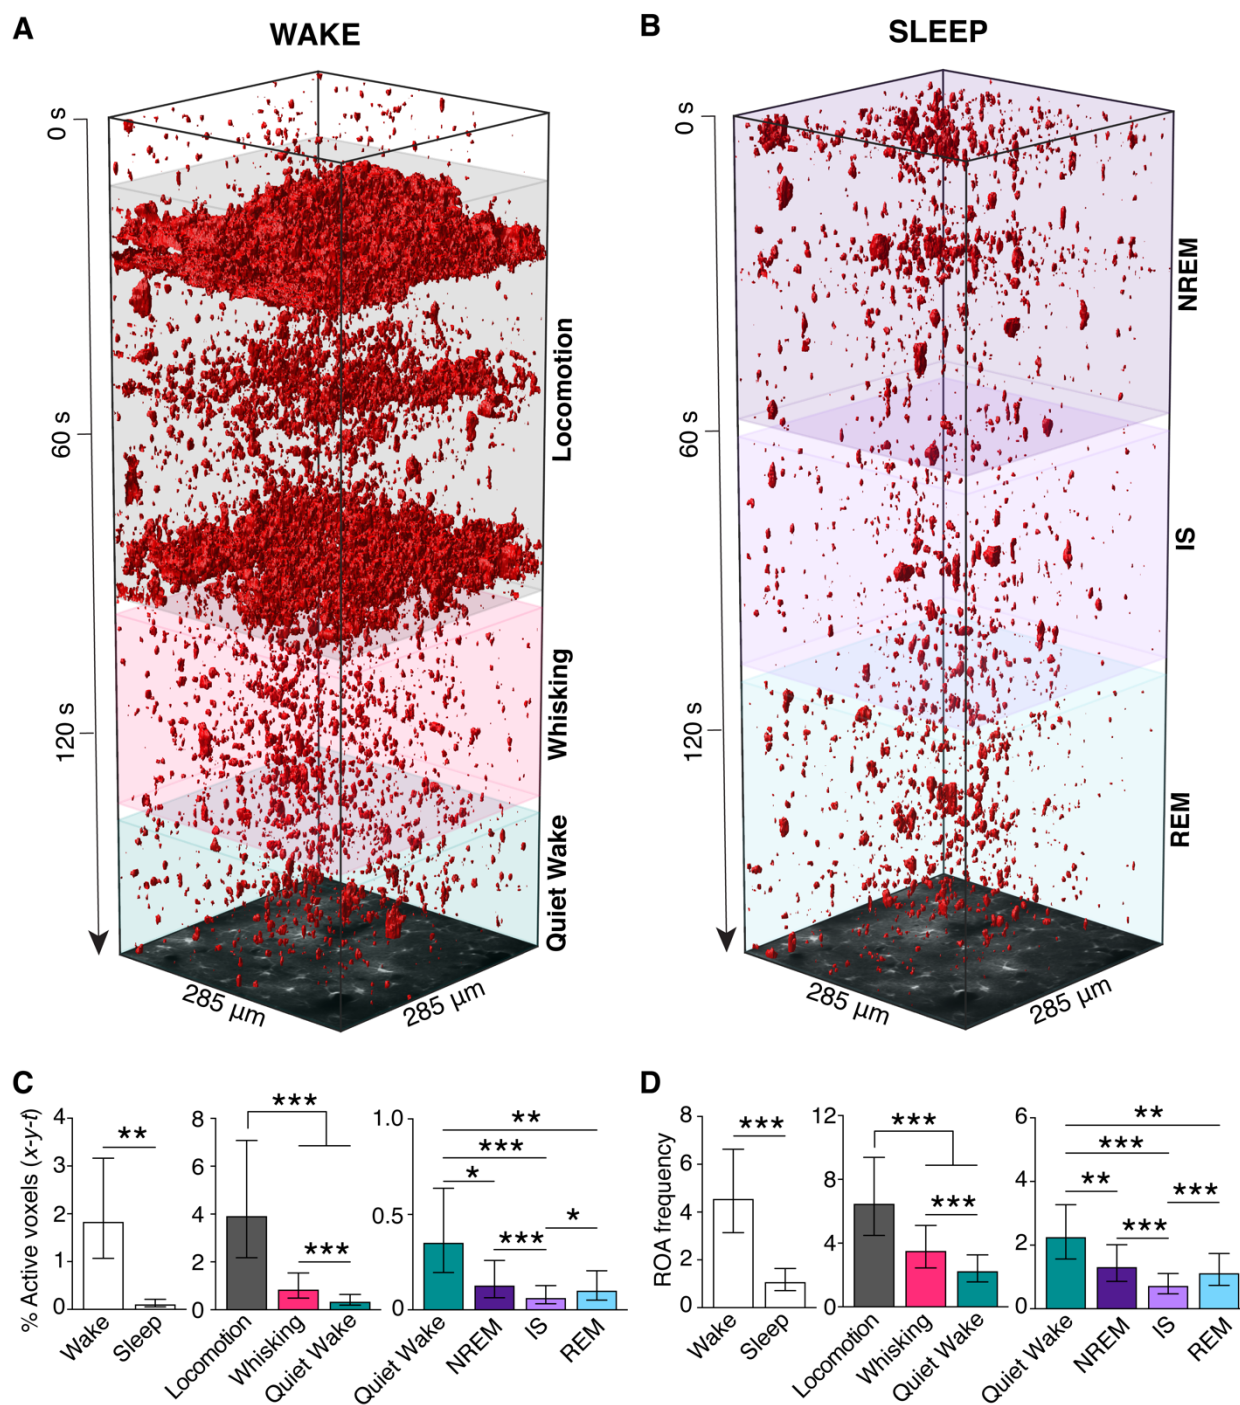 A
WAKE
0 s
60 s
120 s
Locomotion
Whisking
Quiet Wake
285 μm
285 μm
B
SLEEP
0 s
60 s
120 s
NREM
IS
REM
285 μm
285 μm
C
% Active voxels (x-y-t)
4
3
2
1
0
**
Wake
Sleep
8
6
4
2
0
***
***
Locomotion
Whisking
Quiet Wake
1.0
0.5
0
**
***
*
***
*
Quiet Wake
NREM
IS
REM
D
ROA frequency
8
6
4
2
0
***
Wake
Sleep
12
8
4
0
***
***
Locomotion
Whisking
Quiet Wake
6
4
2
0
**
***
**
***
***
Quiet Wake
NREM
IS
REM